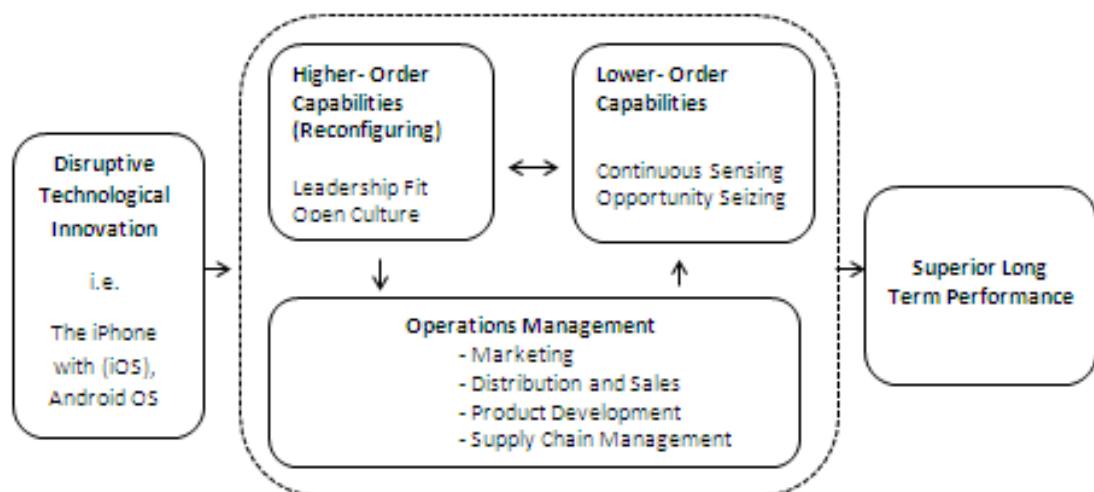 Disruptive
Technological
Innovation
i.e.
The iPhone
with (iOS),
Android OS
Higher- Order
Capabilities
(Reconfiguring)
Leadership Fit
Open Culture
Lower- Order
Capabilities
Continuous Sensing
Opportunity Seizing
Operations Management
- Marketing
- Distribution and Sales
- Product Development
- Supply Chain Management
Superior Long
Term Performance